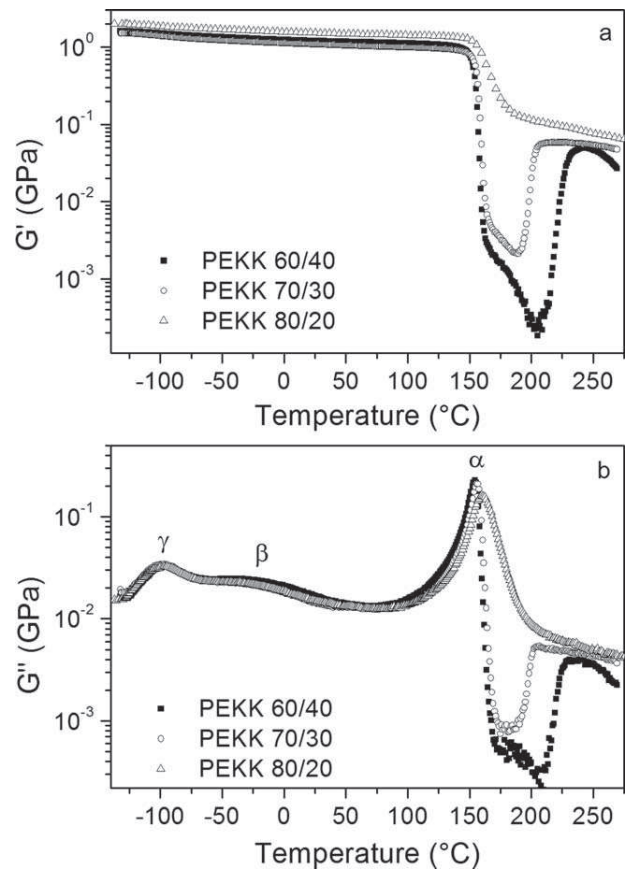 a
10⁰
10⁻¹
10⁻²
10⁻³
G' (GPa)
PEKK 60/40
PEKK 70/30
PEKK 80/20
-100 -50 0 50 100 150 200 250
Temperature (°C)
b
α
γ
β
10⁻¹
10⁻²
10⁻³
G'' (GPa)
PEKK 60/40
PEKK 70/30
PEKK 80/20
-100 -50 0 50 100 150 200 250
Temperature (°C)